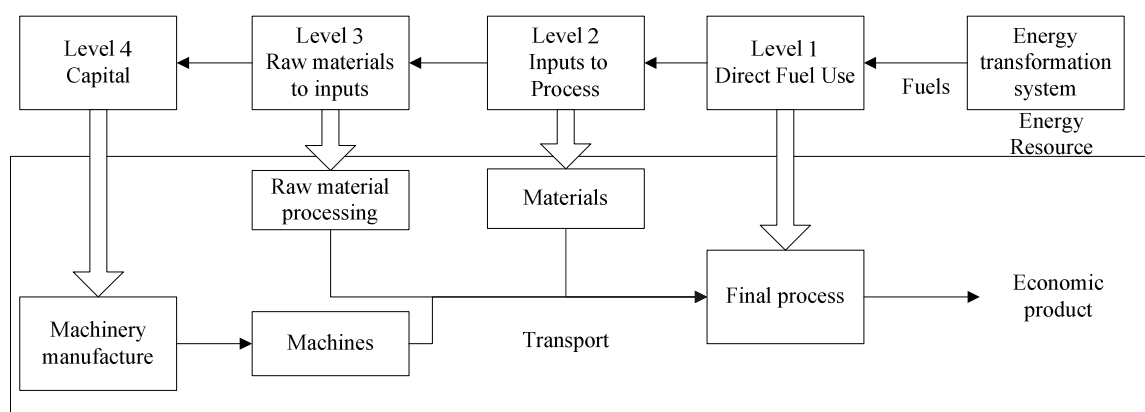 Level 4
Capital
Level 3
Raw materials
to inputs
Level 2
Inputs to
Process
Level 1
Direct Fuel Use
Fuels
Energy
transformation
system
Energy
Resource
Raw material
processing
Materials
Machinery
manufacture
Machines
Transport
Final process
Economic
product